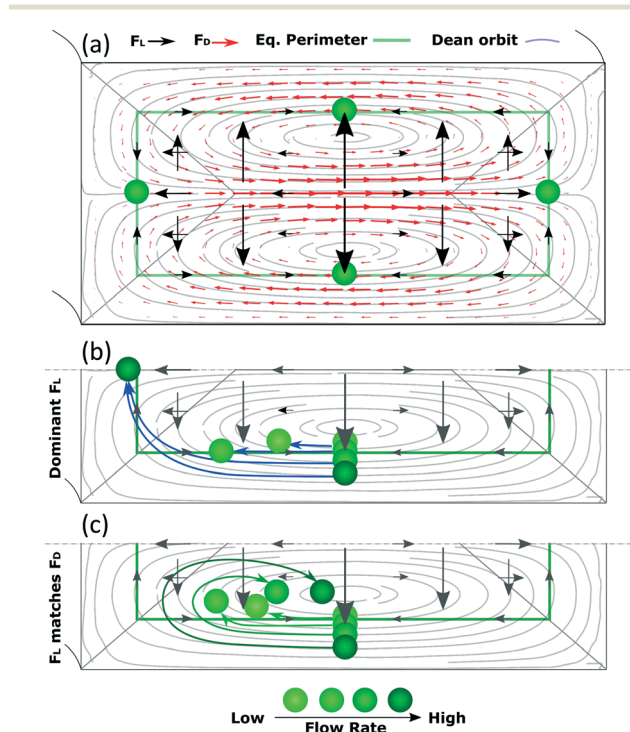 (a) FL FD Eq. Perimeter Dean orbit
(b)
Dominant FL
(c)
FL matches FD
Low High
Flow Rate